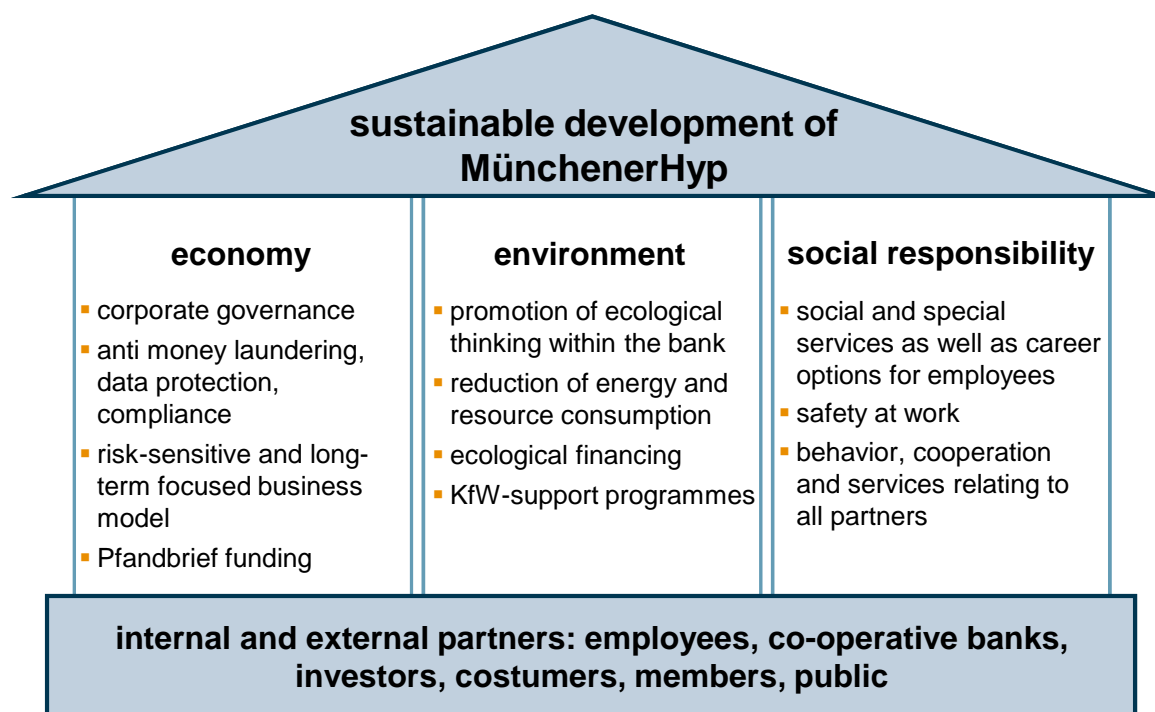 sustainable development of
MünchenerHyp
economy
corporate governance
anti money laundering,
data protection,
compliance
risk-sensitive and long-
term focused business
model
Pfandbrief funding
environment
promotion of ecological
thinking within the bank
reduction of energy and
resource consumption
ecological financing
KfW-support programmes
social responsibility
social and special
services as well as career
options for employees
safety at work
behavior, cooperation
and services relating to
all partners
internal and external partners: employees, co-operative banks,
investors, costumers, members, public